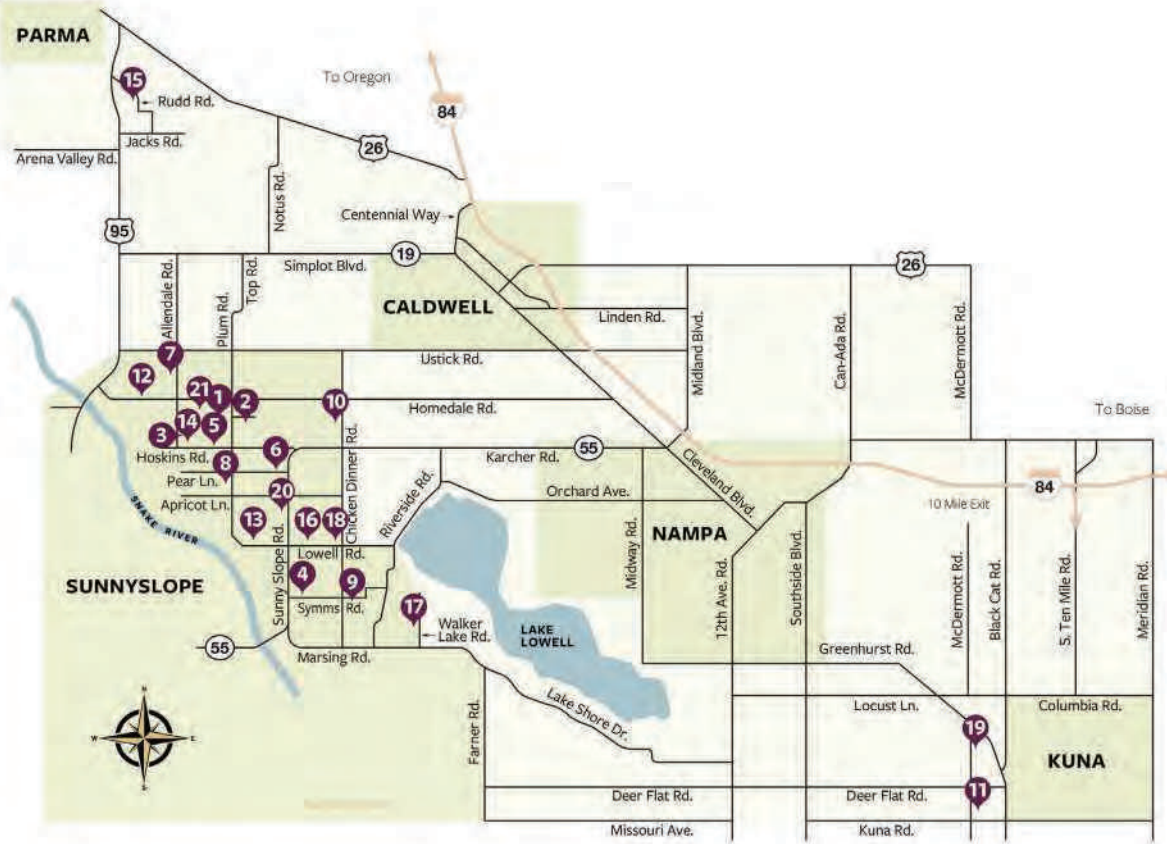 PARMA
To Oregon
84
15
Rudd Rd.
26
Jacks Rd.
Arena Valley Rd.
Notus Rd.
Centennial Way
95
19
Simplot Blvd.
26
Allendale Rd.
Plum Rd.
Top Rd.
CALDWELL
Linden Rd.
Midland Blvd.
Can-Ada Rd.
McDermott Rd.
Ustick Rd.
7
12
21
1
2
10
Homedale Rd.
To Boise
3
14
5
Hoskins Rd.
6
55
Karcher Rd.
Cleveland Blvd.
8
Pear Ln.
Apricot Ln.
20
Chicken Dinner Rd.
Riverside Rd.
Orchard Ave.
84
10 Mile Exit
SNAKE RIVER
13
16
18
Lowell Rd.
Sunny Slope Rd.
NAMPA
Midway Rd.
12th Ave. Rd.
Southside Blvd.
McDermott Rd.
Black Cat Rd.
S. Ten Mile Rd.
Meridian Rd.
SUNNYSLOPE
4
9
Symms Rd.
17
Walker
Lake Rd.
LAKE
LOWELL
55
Marsing Rd.
Greenhurst Rd.
N
W
E
S
Farner Rd.
Lake Shore Dr.
Locust Ln.
Columbia Rd.
19
KUNA
11
Deer Flat Rd.
Deer Flat Rd.
Missouri Ave.
Kuna Rd.